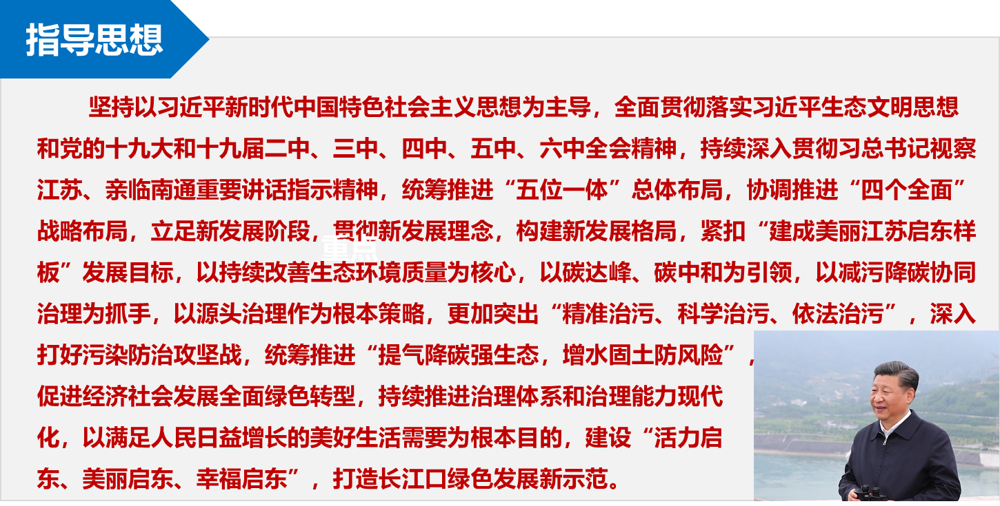 指导思想
坚持以习近平新时代中国特色社会主义思想为主导，全面贯彻落实习近平生态文明思想
和党的十九大和十九届二中、三中、四中、五中、六中全会精神，持续深入贯彻习总书记视察
江苏、亲临南通重要讲话指示精神，统筹推进“五位一体”总体布局，协调推进“四个全面”
战略布局，立足新发展阶段，贯彻新发展理念，构建新发展格局，紧扣“建成美丽江苏启东样
重点
板”发展目标，以持续改善生态环境质量为核心，以碳达峰、碳中和为引领，以减污降碳协同
治理为抓手，以源头治理作为根本策略，更加突出“精准治污、科学治污、依法治污”，深入
打好污染防治攻坚战，统筹推进“提气降碳强生态，增水固土防风险”，
促进经济社会发展全面绿色转型，持续推进治理体系和治理能力现代
化，以满足人民日益增长的美好生活需要为根本目的，建设“活力启
东、美丽启东、幸福启东”，打造长江口绿色发展新示范。